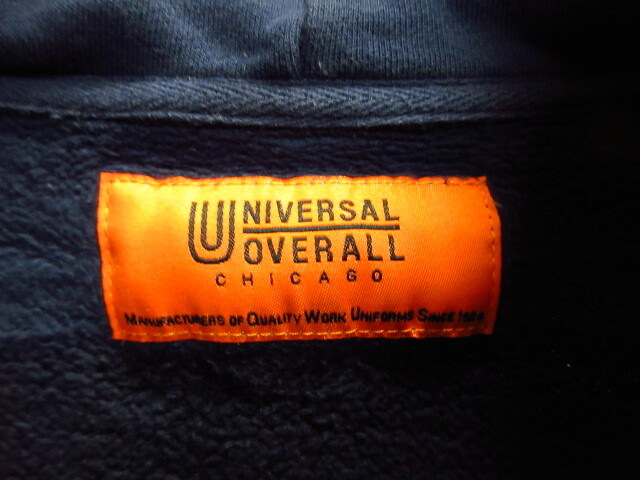 UNIVERSAL
OVERALL
CHICAGO
MANUFACTURERS OF QUALITY WORK UNIFORMS SINCE 1924